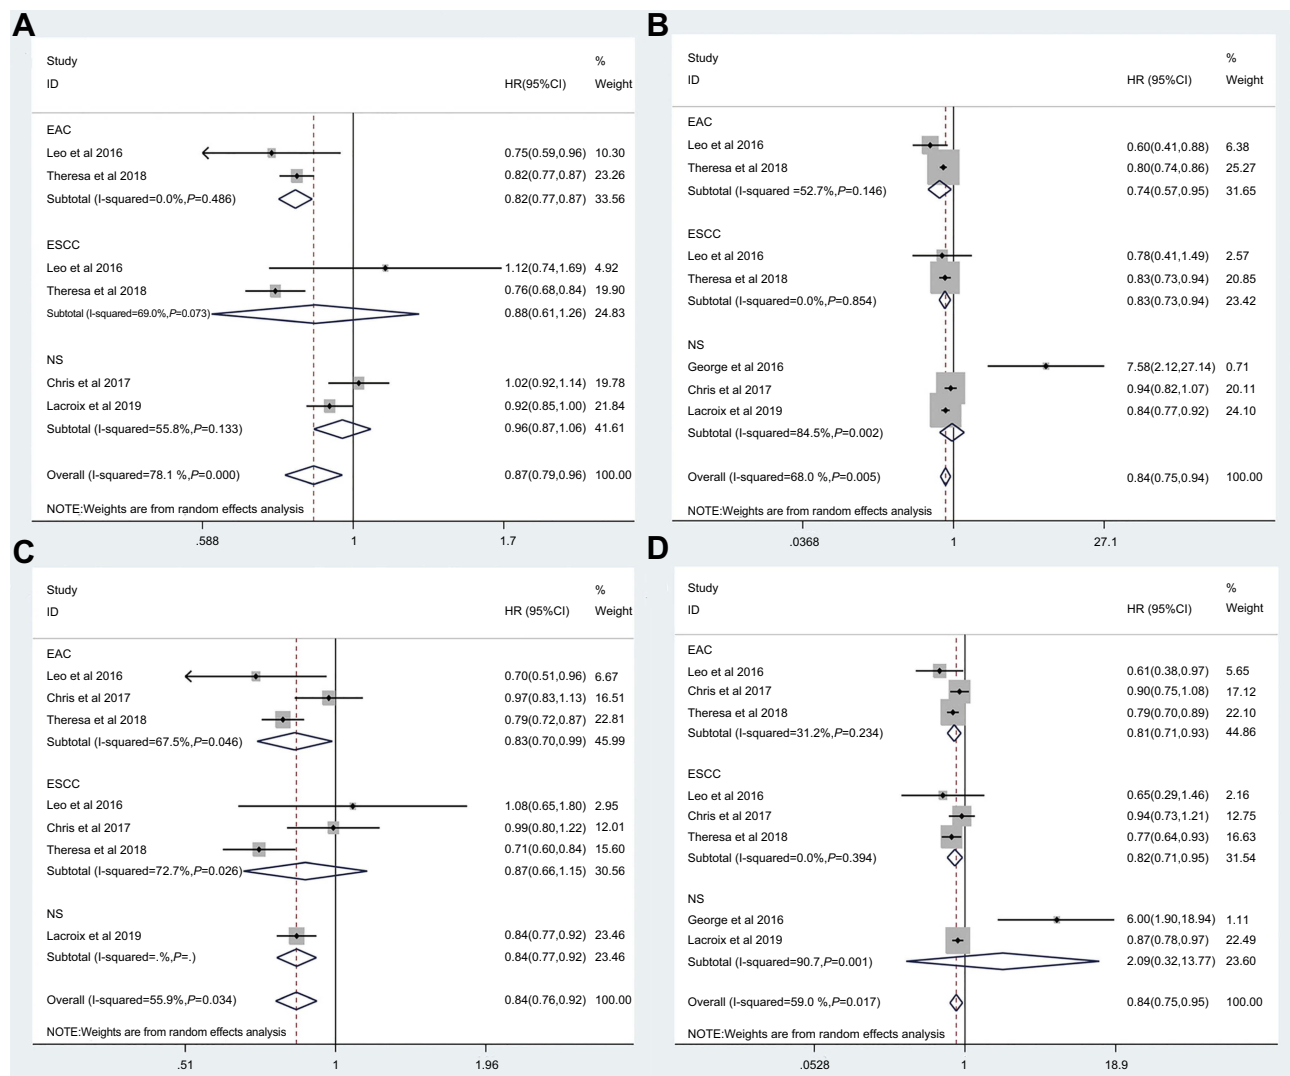 A
Study %
ID HR(95%CI) Weight
EAC
Leo et al 2016 0.75(0.59,0.96) 10.30
Theresa et al 2018 0.82(0.77,0.87) 23.26
Subtotal (I-squared=0.0%,P=0.486) 0.82(0.77,0.87) 33.56
ESCC
Leo et al 2016 1.12(0.74,1.69) 4.92
Theresa et al 2018 0.76(0.68,0.84) 19.90
Subtotal (I-squared=69.0%,P=0.073) 0.88(0.61,1.26) 24.83
NS
Chris et al 2017 1.02(0.92,1.14) 19.78
Lacroix et al 2019 0.92(0.85,1.00) 21.84
Subtotal (I-squared=55.8%,P=0.133) 0.96(0.87,1.06) 41.61
Overall (I-squared=78.1 %,P=0.000) 0.87(0.79,0.96) 100.00
NOTE:Weights are from random effects analysis
.588 1 1.7
B
Study %
ID HR (95%CI) Weight
EAC
Leo et al 2016 0.60(0.41,0.88) 6.38
Theresa et al 2018 0.80(0.74,0.86) 25.27
Subtotal (I-squared =52.7%,P=0.146) 0.74(0.57,0.95) 31.65
ESCC
Leo et al 2016 0.78(0.41,1.49) 2.57
Theresa et al 2018 0.83(0.73,0.94) 20.85
Subtotal (I-squared=0.0%,P=0.854) 0.83(0.73,0.94) 23.42
NS
George et al 2016 7.58(2.12,27.14) 0.71
Chris et al 2017 0.94(0.82,1.07) 20.11
Lacroix et al 2019 0.84(0.77,0.92) 24.10
Subtotal (I-squared=84.5%,P=0.002)
Overall (I-squared=68.0 %,P=0.005) 0.84(0.75,0.94) 100.00
NOTE:Weights are from random effects analysis
.0368 1 27.1
C
Study %
ID HR (95%CI) Weight
EAC
Leo et al 2016 0.70(0.51,0.96) 6.67
Chris et al 2017 0.97(0.83,1.13) 16.51
Theresa et al 2018 0.79(0.72,0.87) 22.81
Subtotal (I-squared=67.5%,P=0.046) 0.83(0.70,0.99) 45.99
ESCC
Leo et al 2016 1.08(0.65,1.80) 2.95
Chris et al 2017 0.99(0.80,1.22) 12.01
Theresa et al 2018 0.71(0.60,0.84) 15.60
Subtotal (I-squared=72.7%,P=0.026) 0.87(0.66,1.15) 30.56
NS
Lacroix et al 2019 0.84(0.77,0.92) 23.46
Subtotal (I-squared=.%,P=.) 0.84(0.77,0.92) 23.46
Overall (I-squared=55.9%,P=0.034) 0.84(0.76,0.92) 100.00
NOTE:Weights are from random effects analysis
.51 1 1.96
D
Study %
ID HR (95%CI) Weight
EAC
Leo et al 2016 0.61(0.38,0.97) 5.65
Chris et al 2017 0.90(0.75,1.08) 17.12
Theresa et al 2018 0.79(0.70,0.89) 22.10
Subtotal (I-squared=31.2%,P=0.234) 0.81(0.71,0.93) 44.86
ESCC
Leo et al 2016 0.65(0.29,1.46) 2.16
Chris et al 2017 0.94(0.73,1.21) 12.75
Theresa et al 2018 0.77(0.64,0.93) 16.63
Subtotal (I-squared=0.0%,P=0.394) 0.82(0.71,0.95) 31.54
NS
George et al 2016 6.00(1.90,18.94) 1.11
Lacroix et al 2019 0.87(0.78,0.97) 22.49
Subtotal (I-squared=90.7,P=0.001) 2.09(0.32,13.77) 23.60
Overall (I-squared=59.0 %,P=0.017) 0.84(0.75,0.95) 100.00
NOTE:Weights are from random effects analysis
.0528 1 18.9